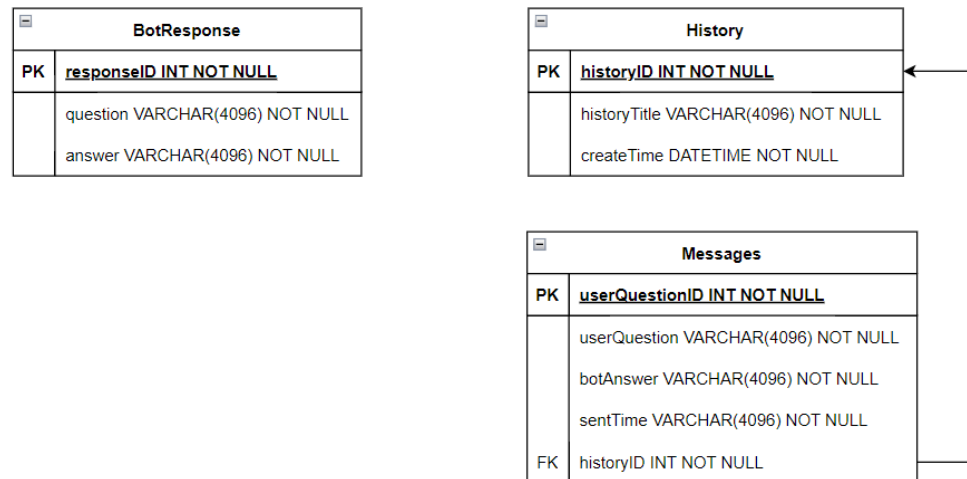 BotResponse
PK responseID INT NOT NULL
question VARCHAR(4096) NOT NULL
answer VARCHAR(4096) NOT NULL
History
PK historyID INT NOT NULL
historyTitle VARCHAR(4096) NOT NULL
createTime DATETIME NOT NULL
Messages
PK userQuestionID INT NOT NULL
userQuestion VARCHAR(4096) NOT NULL
botAnswer VARCHAR(4096) NOT NULL
sentTime VARCHAR(4096) NOT NULL
FK historyID INT NOT NULL